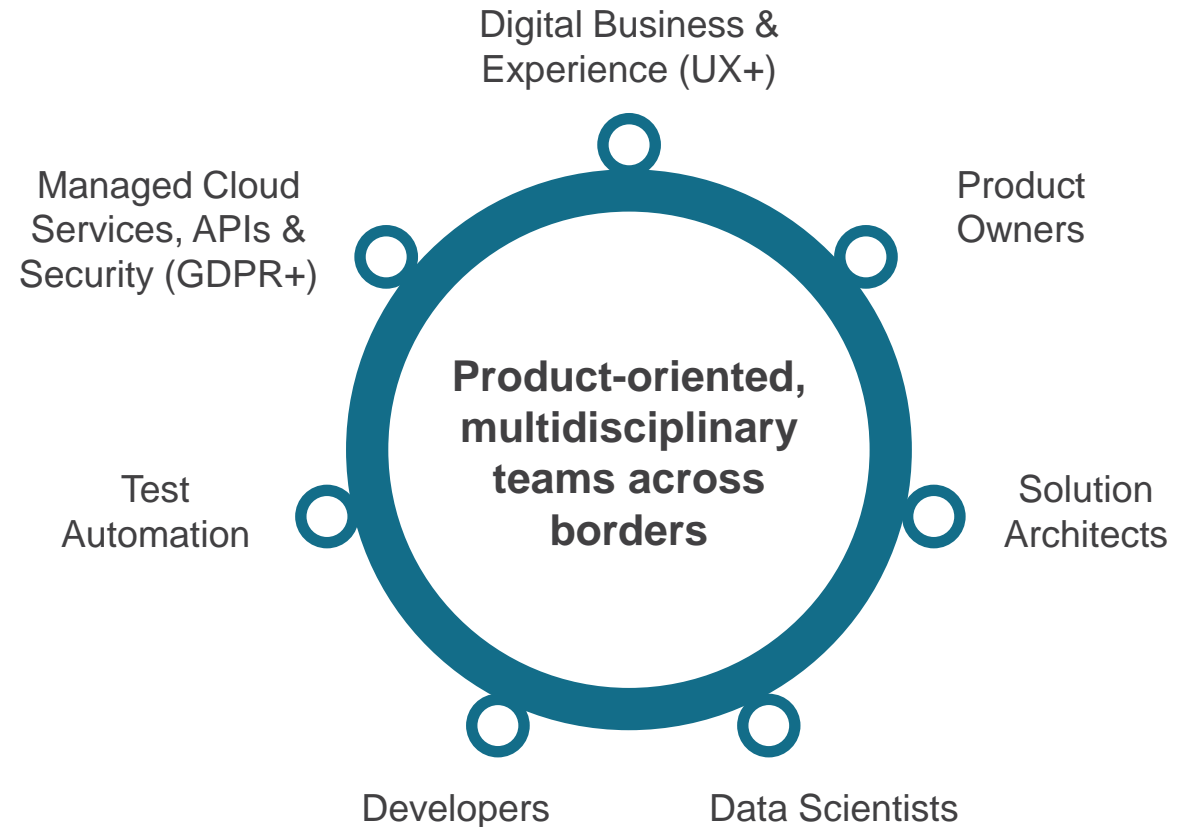 Digital Business &
Experience (UX+)
Managed Cloud
Services, APIs &
Security (GDPR+)
Product
Owners
Product-oriented,
multidisciplinary
teams across
borders
Test
Automation
Solution
Architects
Developers
Data Scientists